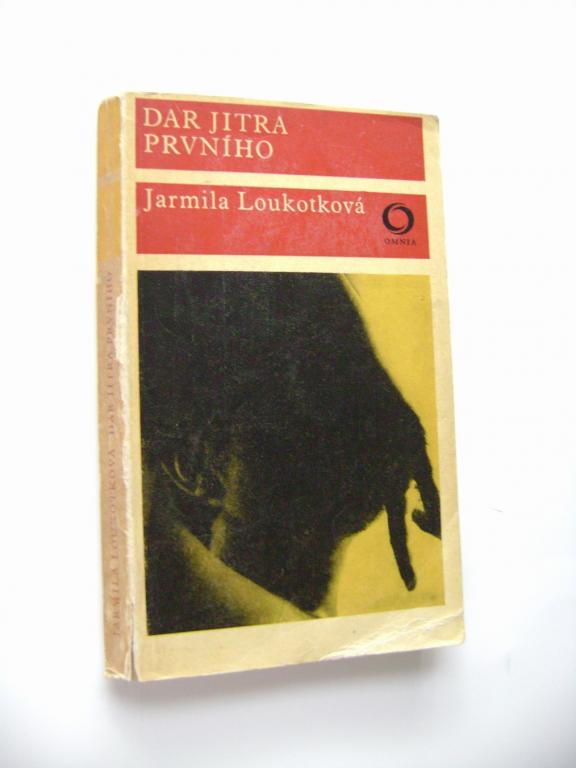 DAR JITRA
PRVNÍHO
Jarmila Loukotková
OMNIA
JARMILA LOUKOTKOVÁ DAR JITRA PRVNÍHO